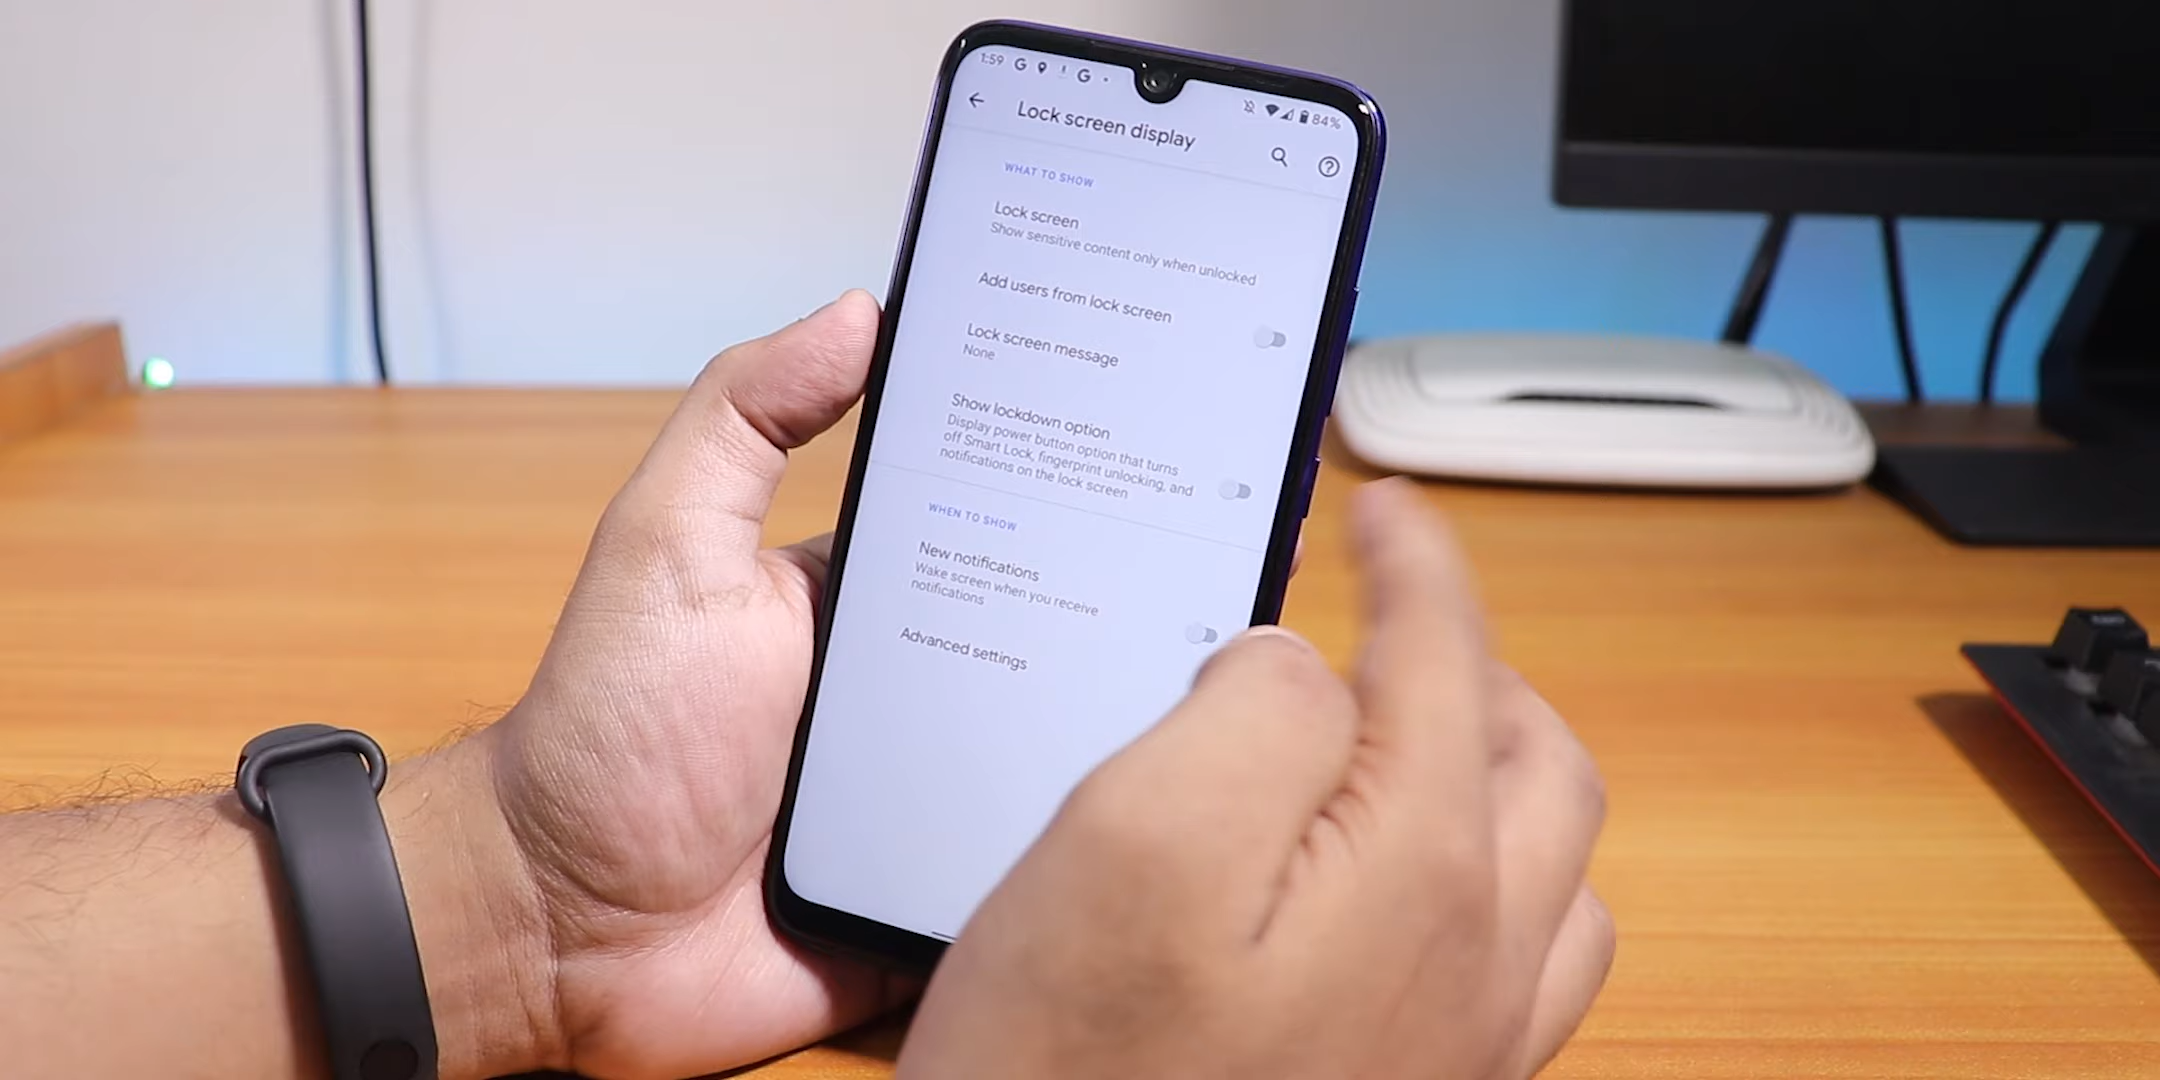 1:59 G G 84%
Lock screen display
WHAT TO SHOW
Lock screen
Show sensitive content only when unlocked
Add users from lock screen
Lock screen message
None
Show lockdown option
Display power button option that turns
off Smart Lock, fingerprint unlocking, and
notifications on the lock screen
WHEN TO SHOW
New notifications
Wake screen when you receive
notifications
Advanced settings